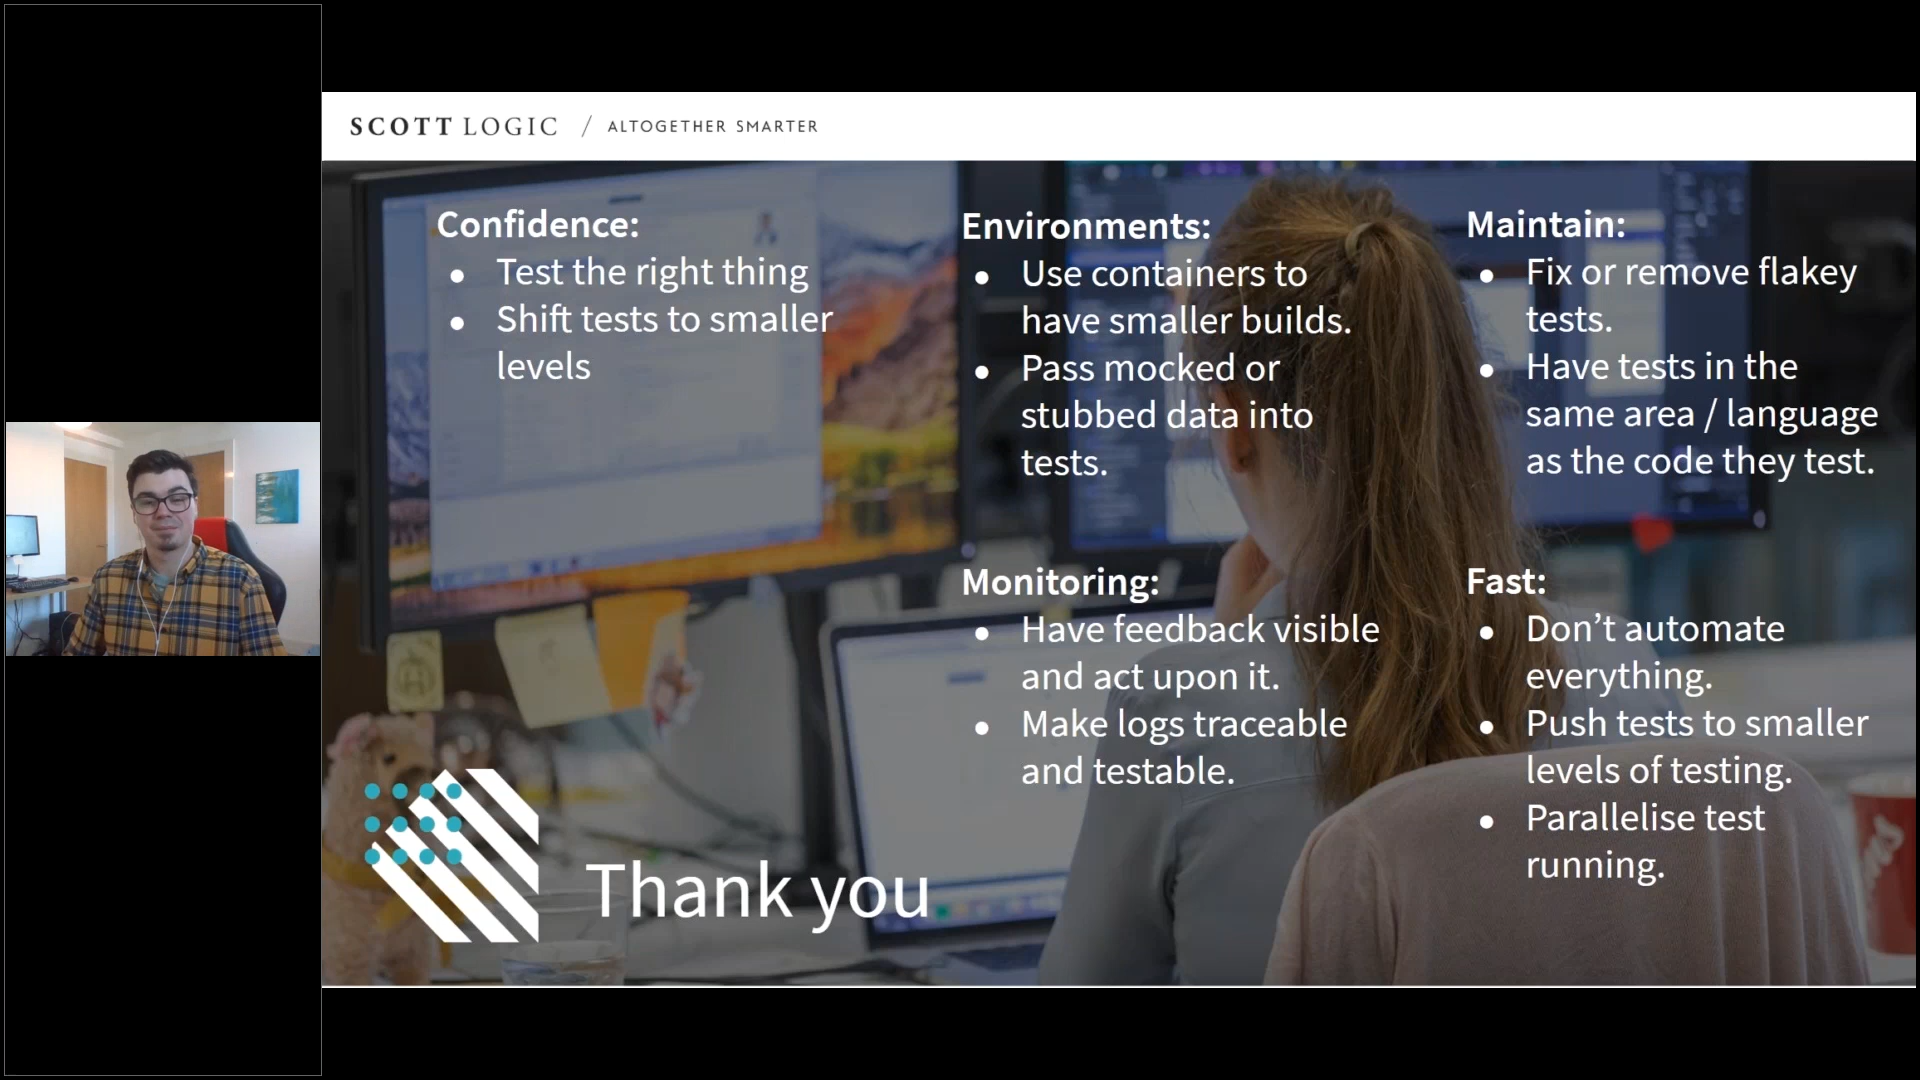 SCOTT LOGIC / ALTOGETHER SMARTER
Confidence:
● Test the right thing
● Shift tests to smaller
levels
Environments:
● Use containers to
have smaller builds.
● Pass mocked or
stubbed data into
tests.
Maintain:
● Fix or remove flakey
tests.
● Have tests in the
same area / language
as the code they test.
Monitoring:
● Have feedback visible
and act upon it.
● Make logs traceable
and testable.
Fast:
● Don’t automate
everything.
● Push tests to smaller
levels of testing.
● Parallelise test
running.
Thank you